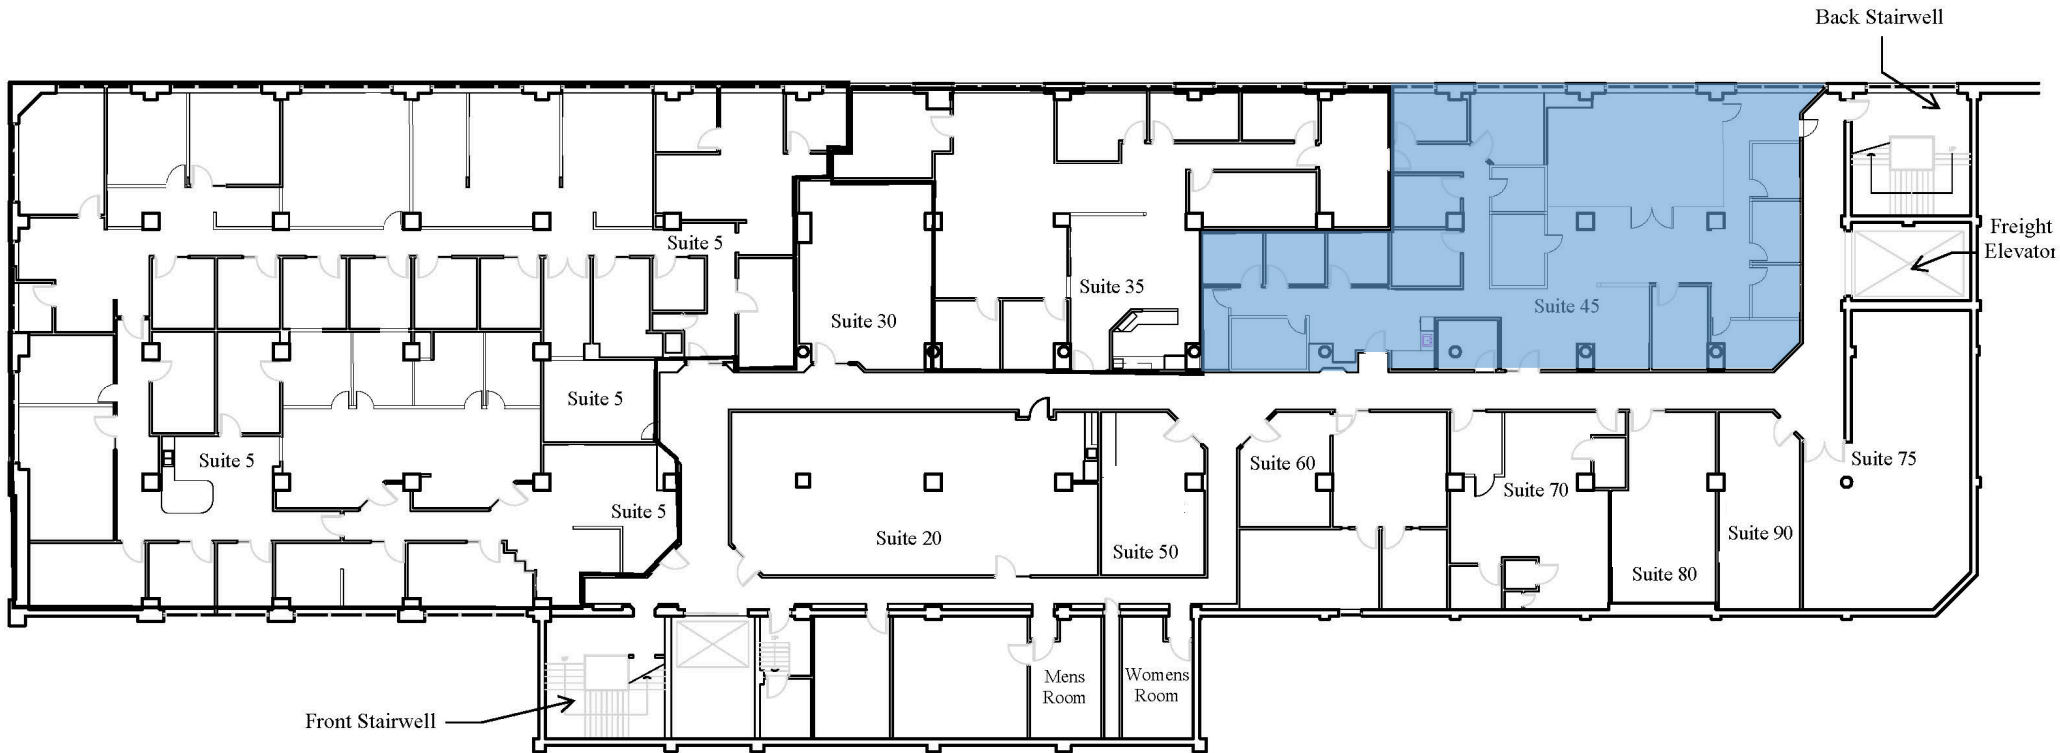 Back Stairwell
Freight
Elevator
Suite 5
Suite 30
Suite 35
Suite 45
Suite 5
Suite 5
Suite 5
Suite 20
Suite 50
Suite 60
Suite 70
Suite 80
Suite 90
Suite 75
Mens
Room
Womens
Room
Front Stairwell